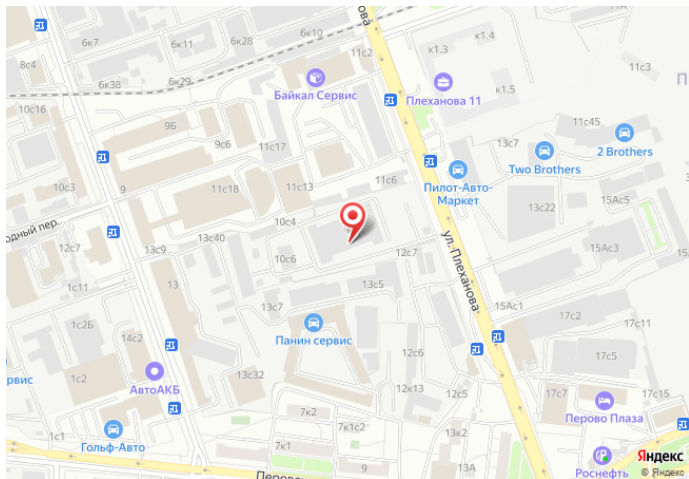 6к7
6к11
6к28
6к10
нова
11с2
к1.3
к1.4
8с4
6к38
6к29
Байкал Сервис
Плеханова 11
к1.5
11с3
П
10с16
9Б
9с6
11с17
11с45
13с7
2 Brothers
Two Brothers
10с3
9
11с18
11с13
11с6
Пилот-Авто-
Маркет
одный пер.
10с4
13с22
15Ас5
12с7
13с9
13с40
10с6
12с7
15Ас3
ул. Плеханова
1с11
13
13с7
13с5
15Ас1
1с2Б
14с2
Панин сервис
17с2
17с11
12с6
17с5
1с2
АвтоАКБ
13с32
12к13
12с5
17с7
17с15
Перово Плаза
ервис
7к2
7к1с2
1с1
Гольф-Авто
7к1
13к2
Перовск
9
13А
Роснефть
Яндекс
© Яндекс